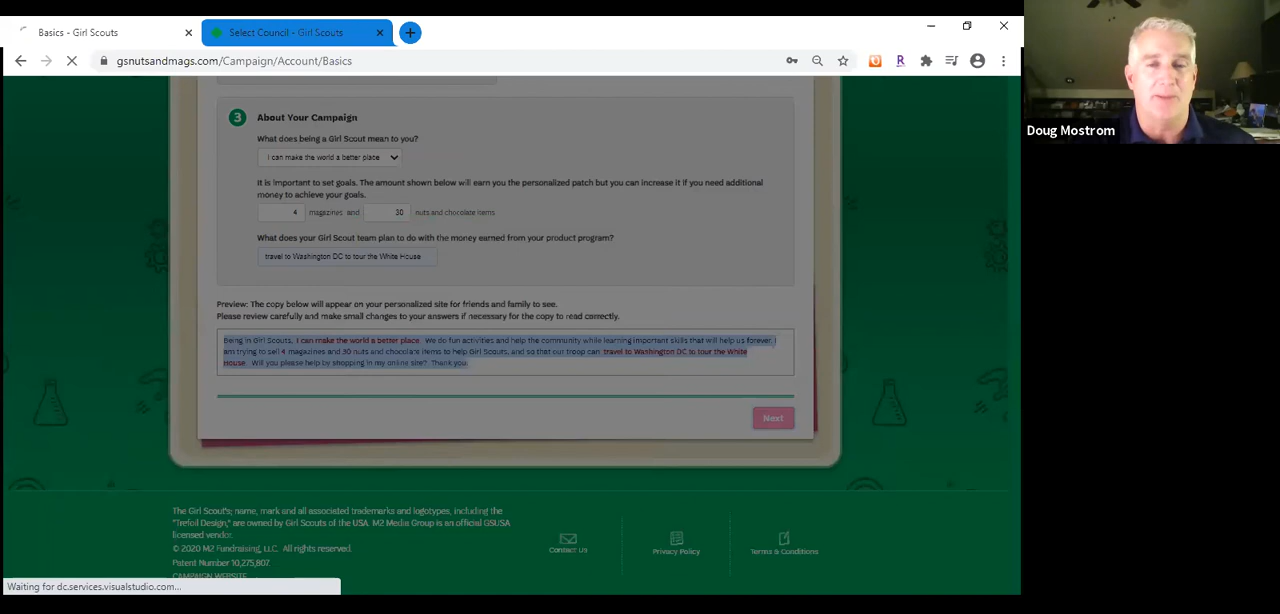 Basics - Girl Scouts
Select Council - Girl Scouts
gsnutsandmags.com/Campaign/Account/Basics
Doug Mostrom
3 About Your Campaign
What does being a Girl Scout mean to you?
I can make the world a better place
It is important to set goals. The amount shown below will earn you the personalized patch but you can increase it if you need additional
money to achieve your goals.
4 magazines and 30 nuts and chocolate items
What does your Girl Scout team plan to do with the money earned from your product program?
travel to Washington DC to tour the White House
Preview: The copy below will appear on your personalized site for friends and family to see.
Please review carefully and make small changes to your answers if necessary for the copy to read correctly.
Being in Girl Scouts, I can make the world a better place. We do fun activities and help the community while learning important skills that will help us forever. I
am trying to sell 4 magazines and 30 nuts and chocolate items to help Girl Scouts, and so that our troop can travel to Washington DC to tour the White
House. Will you please help by shopping in my online site? Thank you.
Next
The Girl Scout's; name, mark and all associated trademarks and logotypes, including the
"Trefoil Design," are owned by Girl Scouts of the USA. M2 Media Group is an official GSUSA
licensed vendor.
© 2020 M2 Fundraising, LLC. All rights reserved.
Patent Number 10,275,807.
CAMPAIGN WEBSITE
Contact Us
Privacy Policy
Terms & Conditions
Waiting for dc.services.visualstudio.com...